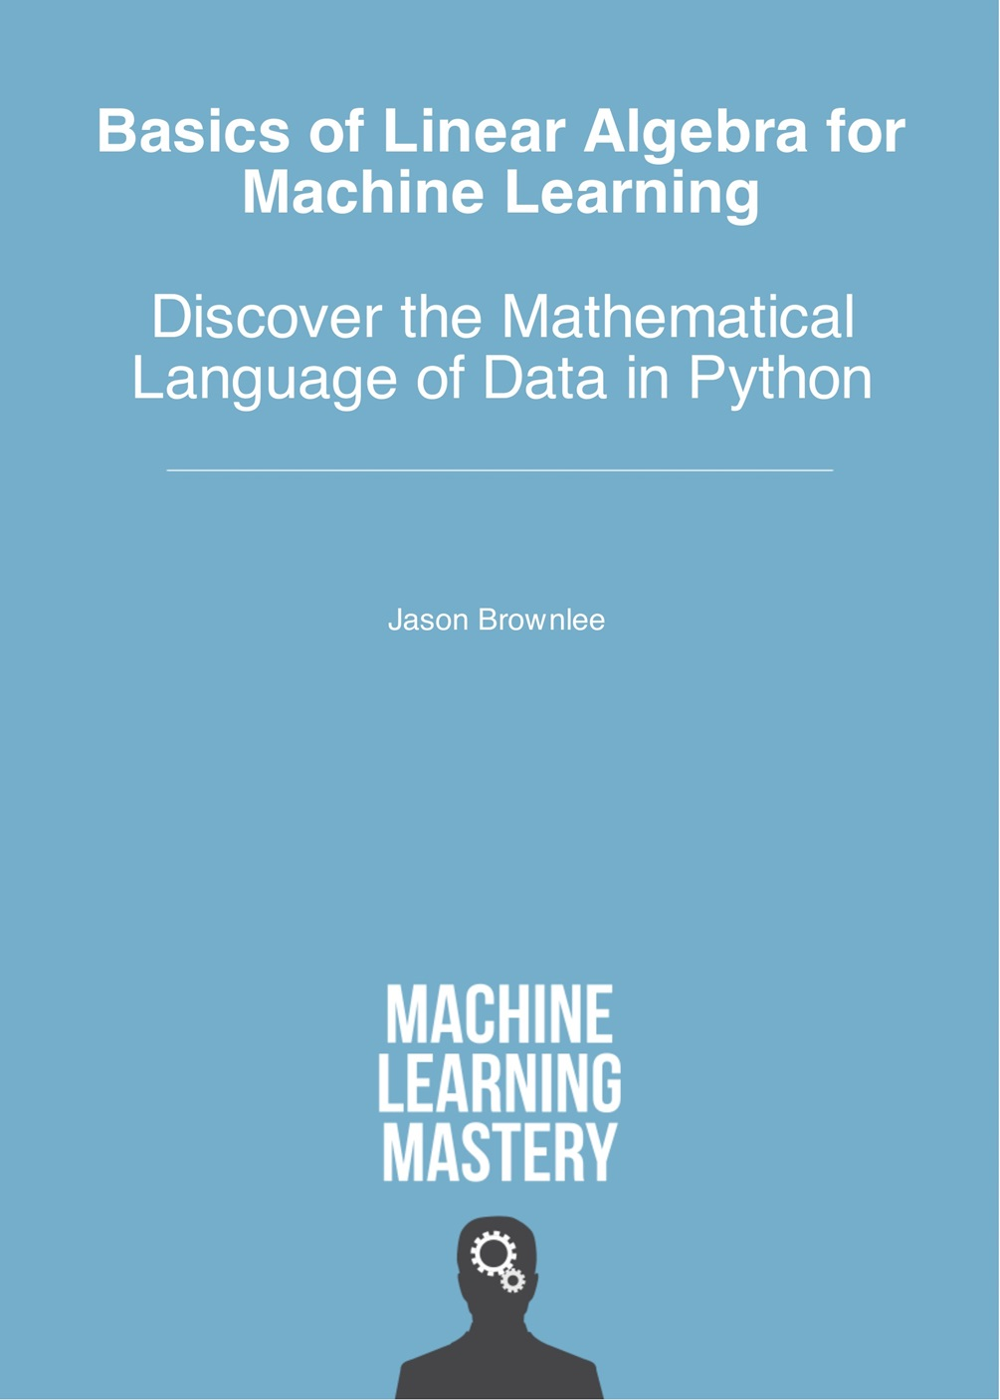 Basics of Linear Algebra for
Machine Learning
Discover the Mathematical
Language of Data in Python
Jason Brownlee
MACHINE
LEARNING
MASTERY